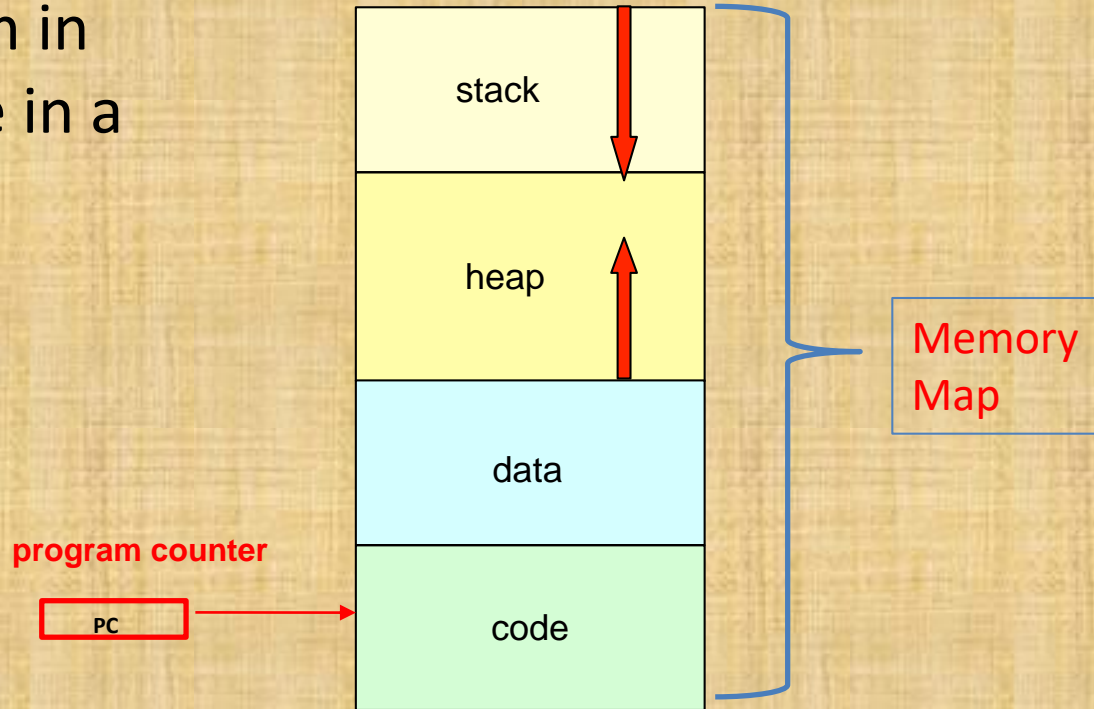 in
e in a
stack
heap
Memory
Map
data
program counter
PC
code